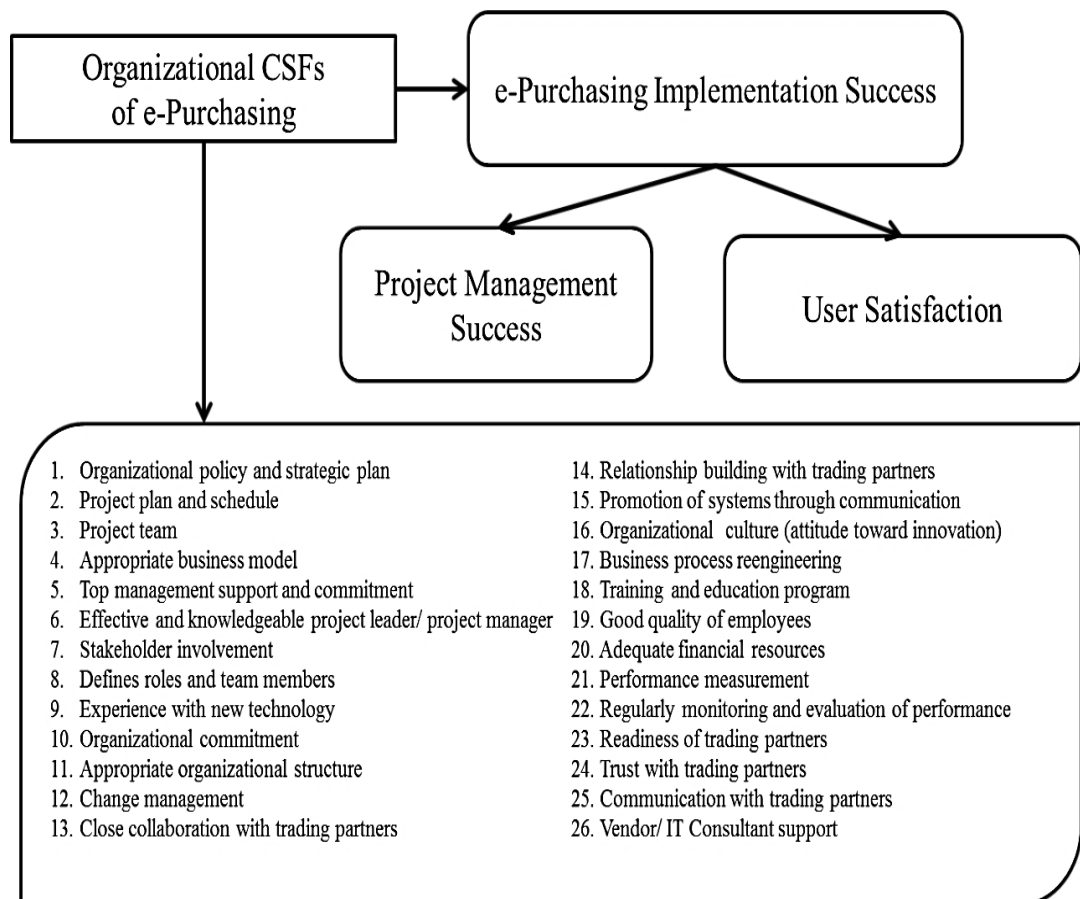 Organizational CSFs
of e-Purchasing
e-Purchasing Implementation Success
Project Management
Success
User Satisfaction
1. Organizational policy and strategic plan
2. Project plan and schedule
3. Project team
4. Appropriate business model
5. Top management support and commitment
6. Effective and knowledgeable project leader/ project manager
7. Stakeholder involvement
8. Defines roles and team members
9. Experience with new technology
10. Organizational commitment
11. Appropriate organizational structure
12. Change management
13. Close collaboration with trading partners
14. Relationship building with trading partners
15. Promotion of systems through communication
16. Organizational culture (attitude toward innovation)
17. Business process reengineering
18. Training and education program
19. Good quality of employees
20. Adequate financial resources
21. Performance measurement
22. Regularly monitoring and evaluation of performance
23. Readiness of trading partners
24. Trust with trading partners
25. Communication with trading partners
26. Vendor/ IT Consultant support